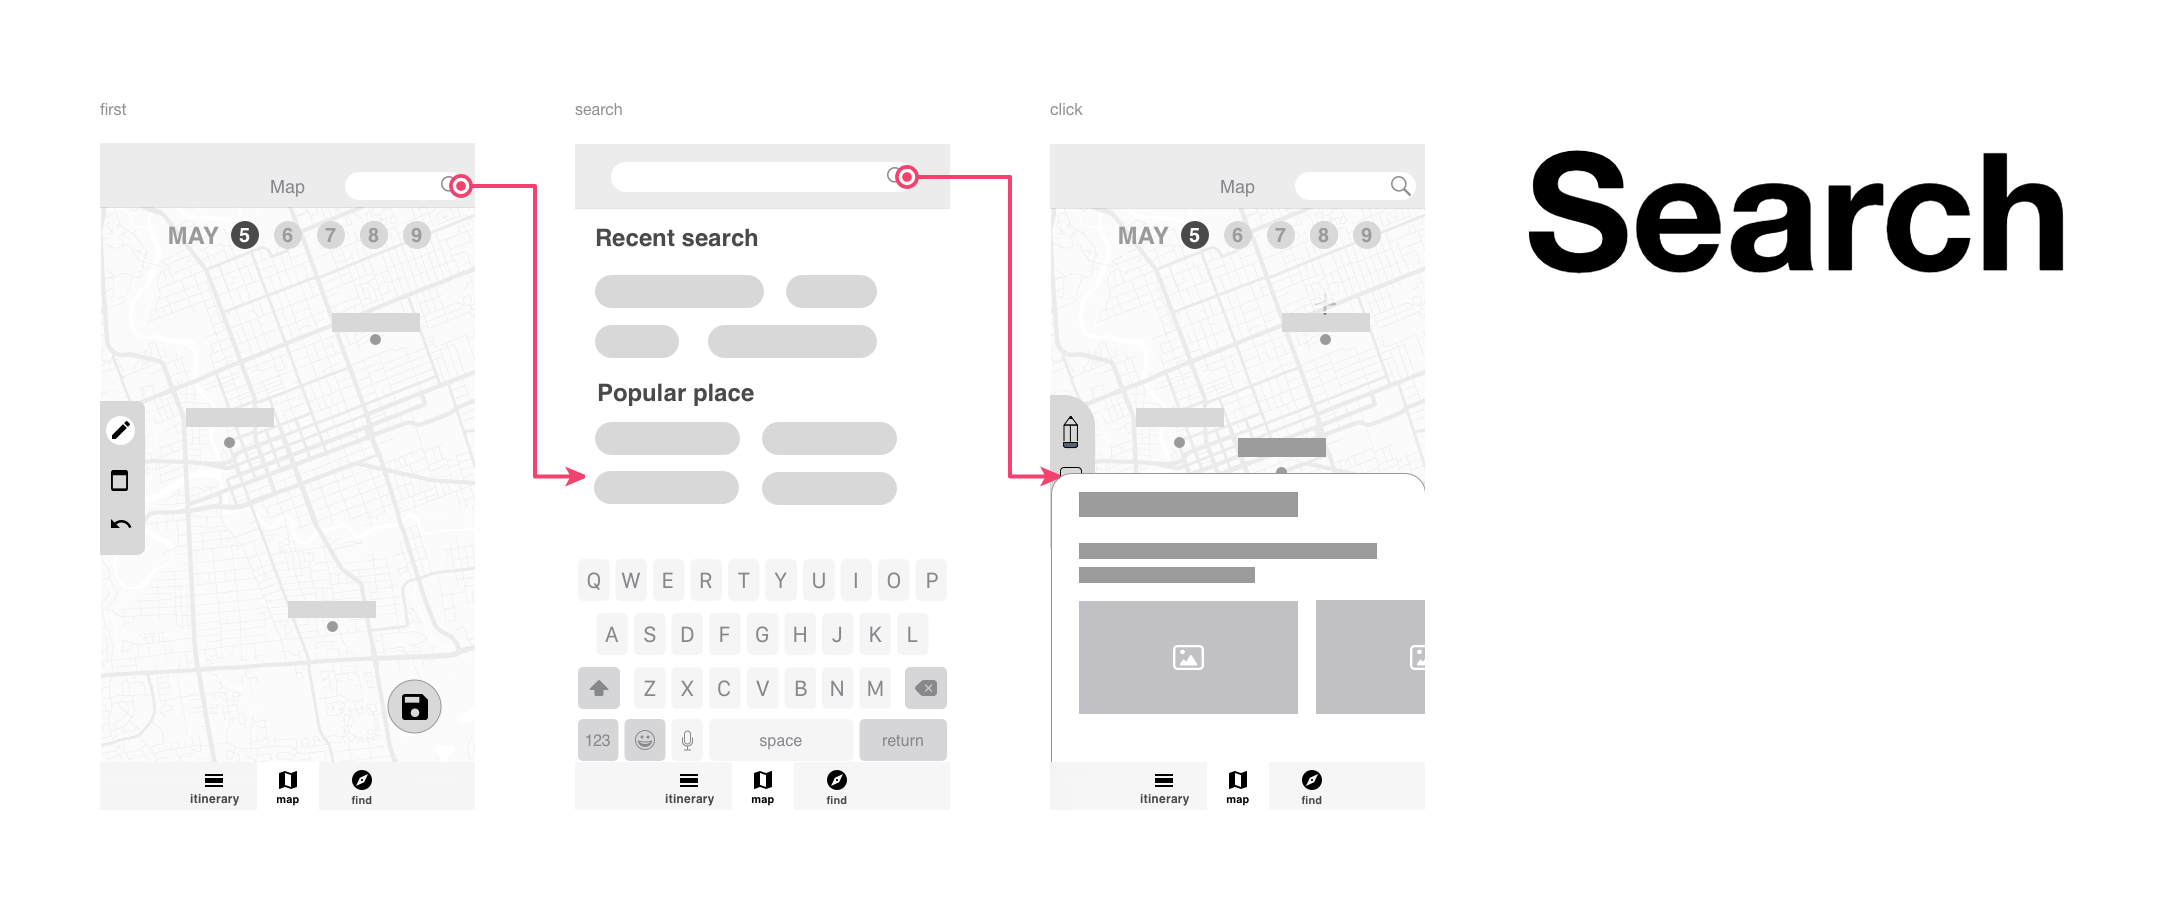 first
Map
MAY 5 6 7 8 9
itinerary map find
search
Recent search
Popular place
Q W E R T Y U I O P
A S D F G H J K L
Z X C V B N M
123 space return
itinerary map find
click
Map
MAY 5 6 7 8 9
itinerary map find
Search